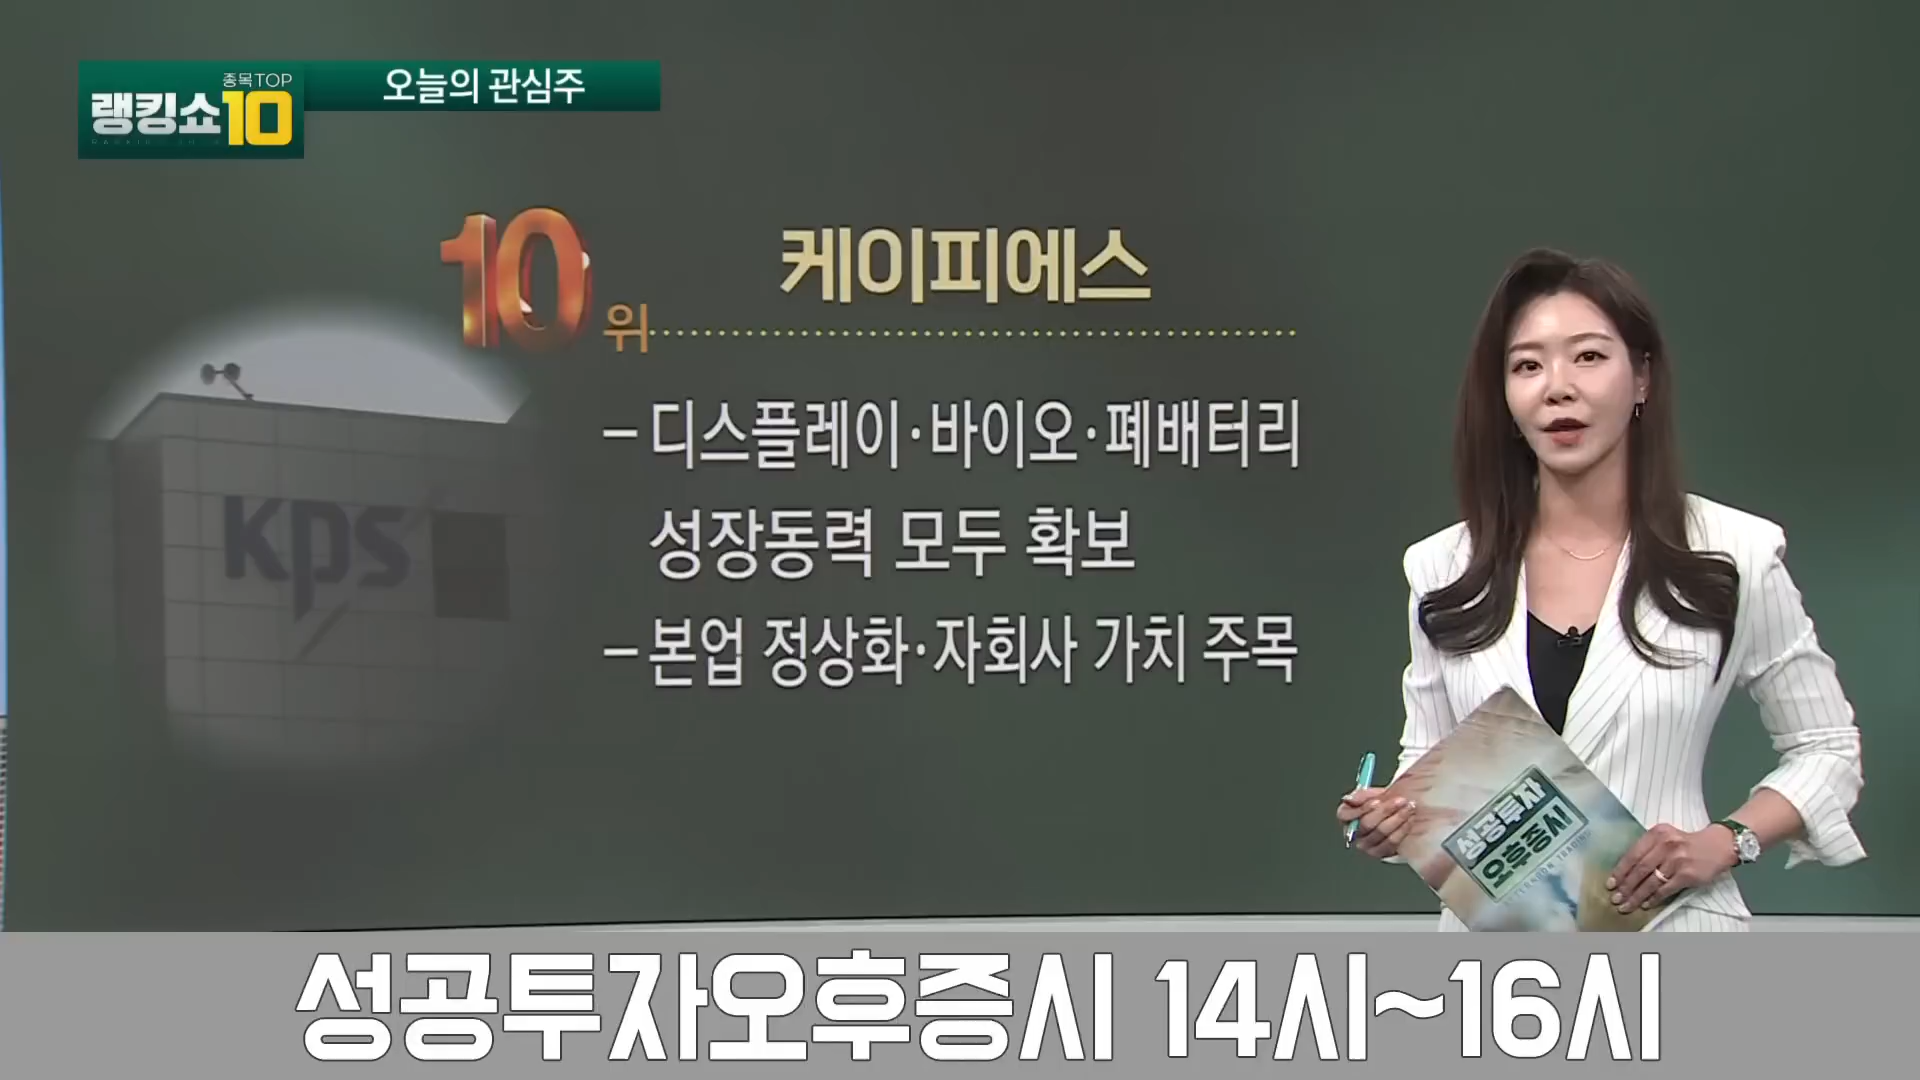 종목TOP
랭킹쇼10
오늘의 관심주
10위
케이피에스
– 디스플레이·바이오·폐배터리
성장동력 모두 확보
– 본업 정상화·자회사 가치 주목
KPS
성공투자
오후증시
성공투자오후증시 14시~16시